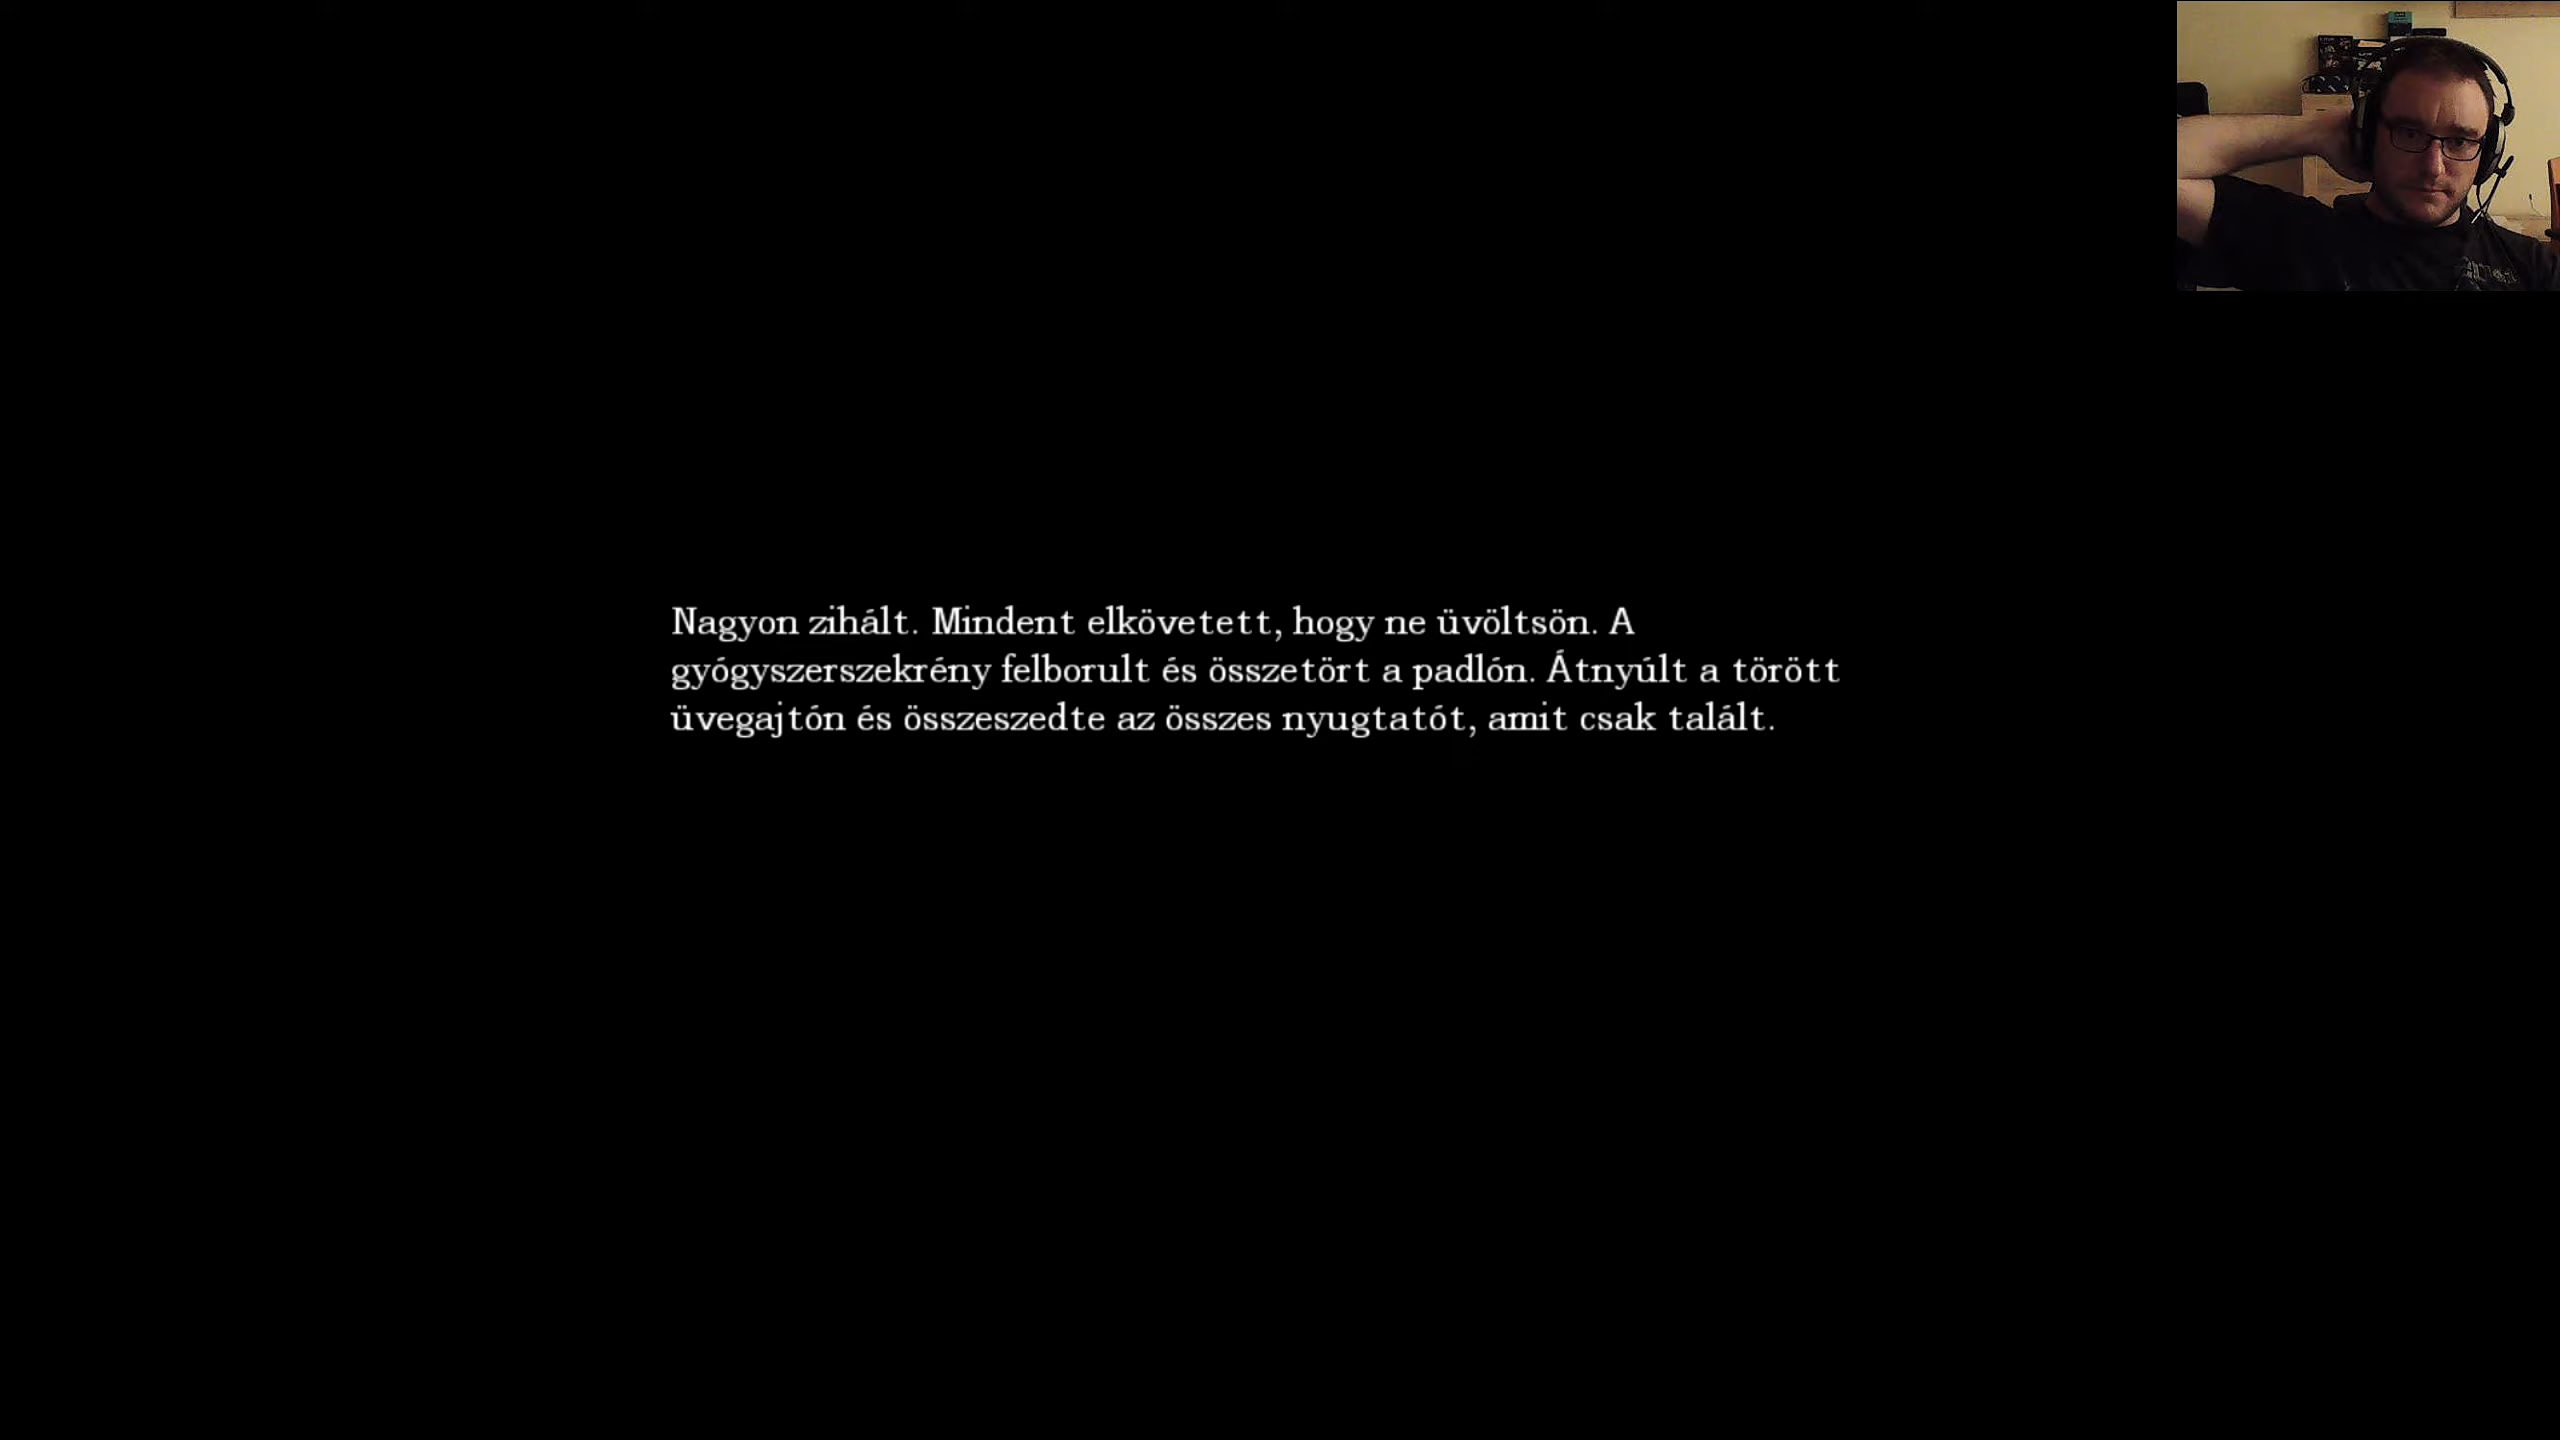 Nagyon zihált. Mindent elkövetett, hogy ne üvöltsön. A
gyógyszerszekrény felborult és összetört a padlón. Átnyúlt a törött
üvegajtón és összeszedte az összes nyugtatót, amit csak talált.